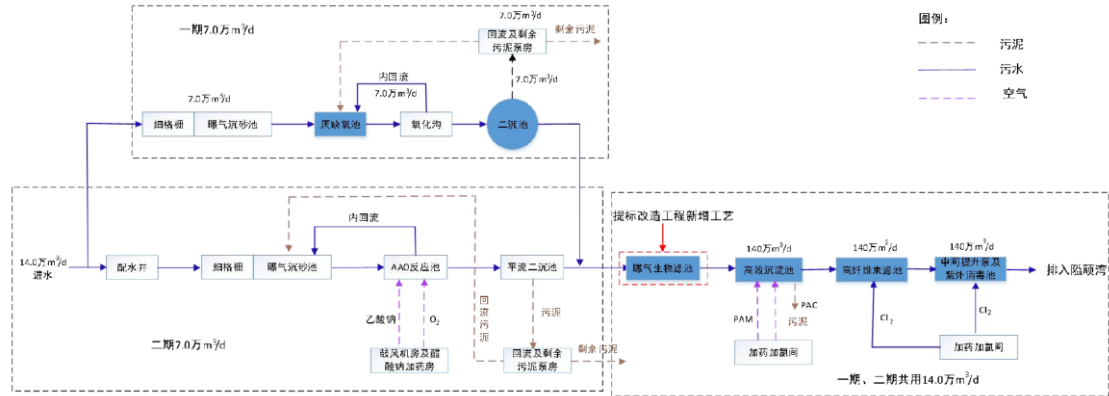 一期7.0万m³/d
7.0万m³/d
回流及剩余
污泥泵房
剩余污泥
7.0万m³/d
内回流
7.0万m³/d
7.0万m³/d
细格栅
曝气沉砂池
厌缺氧池
氧化沟
二沉池
图例：
污泥
污水
空气
14.0万m³/d
进水
配水井
细格栅
曝气沉砂池
内回流
AAO反应池
平流二沉池
乙酸钠
O₂
回流污泥
污泥
鼓风机房及醋
酸钠加药房
回流及剩余
污泥泵房
剩余污泥
二期7.0万m³/d
提标改造工程新增工艺
曝气生物滤池
140万m³/d
高效沉淀池
140万m³/d
高纤维束滤池
140万m³/d
中间提升泵及
紫外消毒池
排入隘顾湾
PAM
PAC
污泥
Cl₂
Cl₂
加药加氯间
加药加氯间
一期、二期共用14.0万m³/d